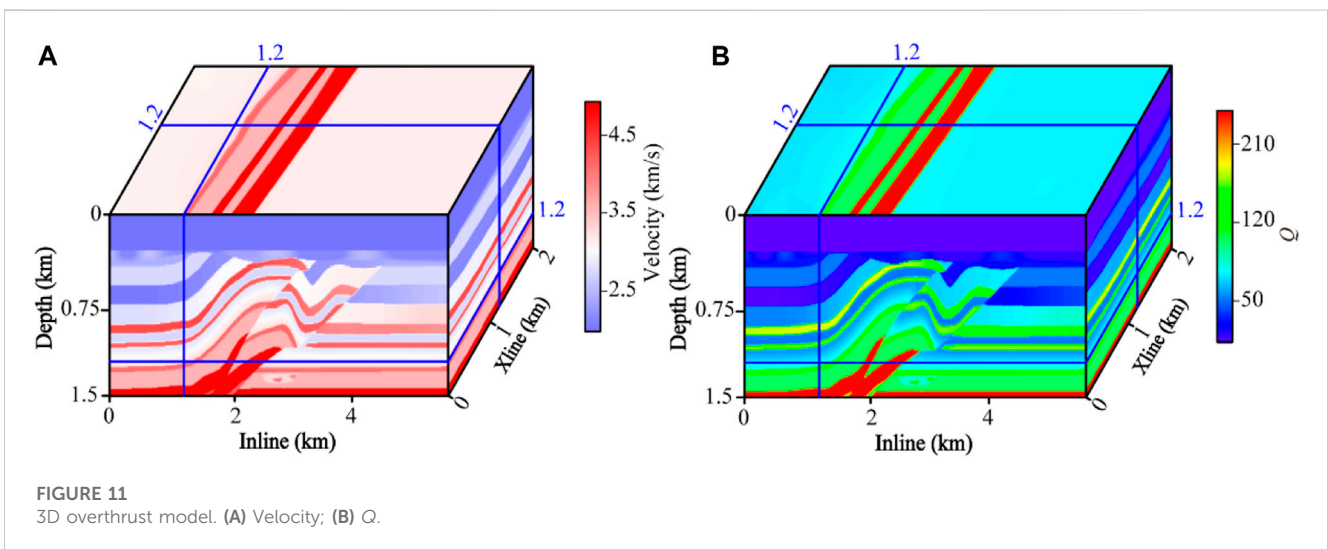 A
1.2
1.2
0
Depth (km)
0.75
1.5
0
2
4
Inline (km)
0
1
2
Xline (km)
1.2
4.5
3.5
2.5
Velocity (km/s)
B
1.2
1.2
0
Depth (km)
0.75
1.5
0
2
4
Inline (km)
0
1
2
Xline (km)
1.2
210
120
50
Q
FIGURE 11
3D overthrust model. (A) Velocity; (B) Q.